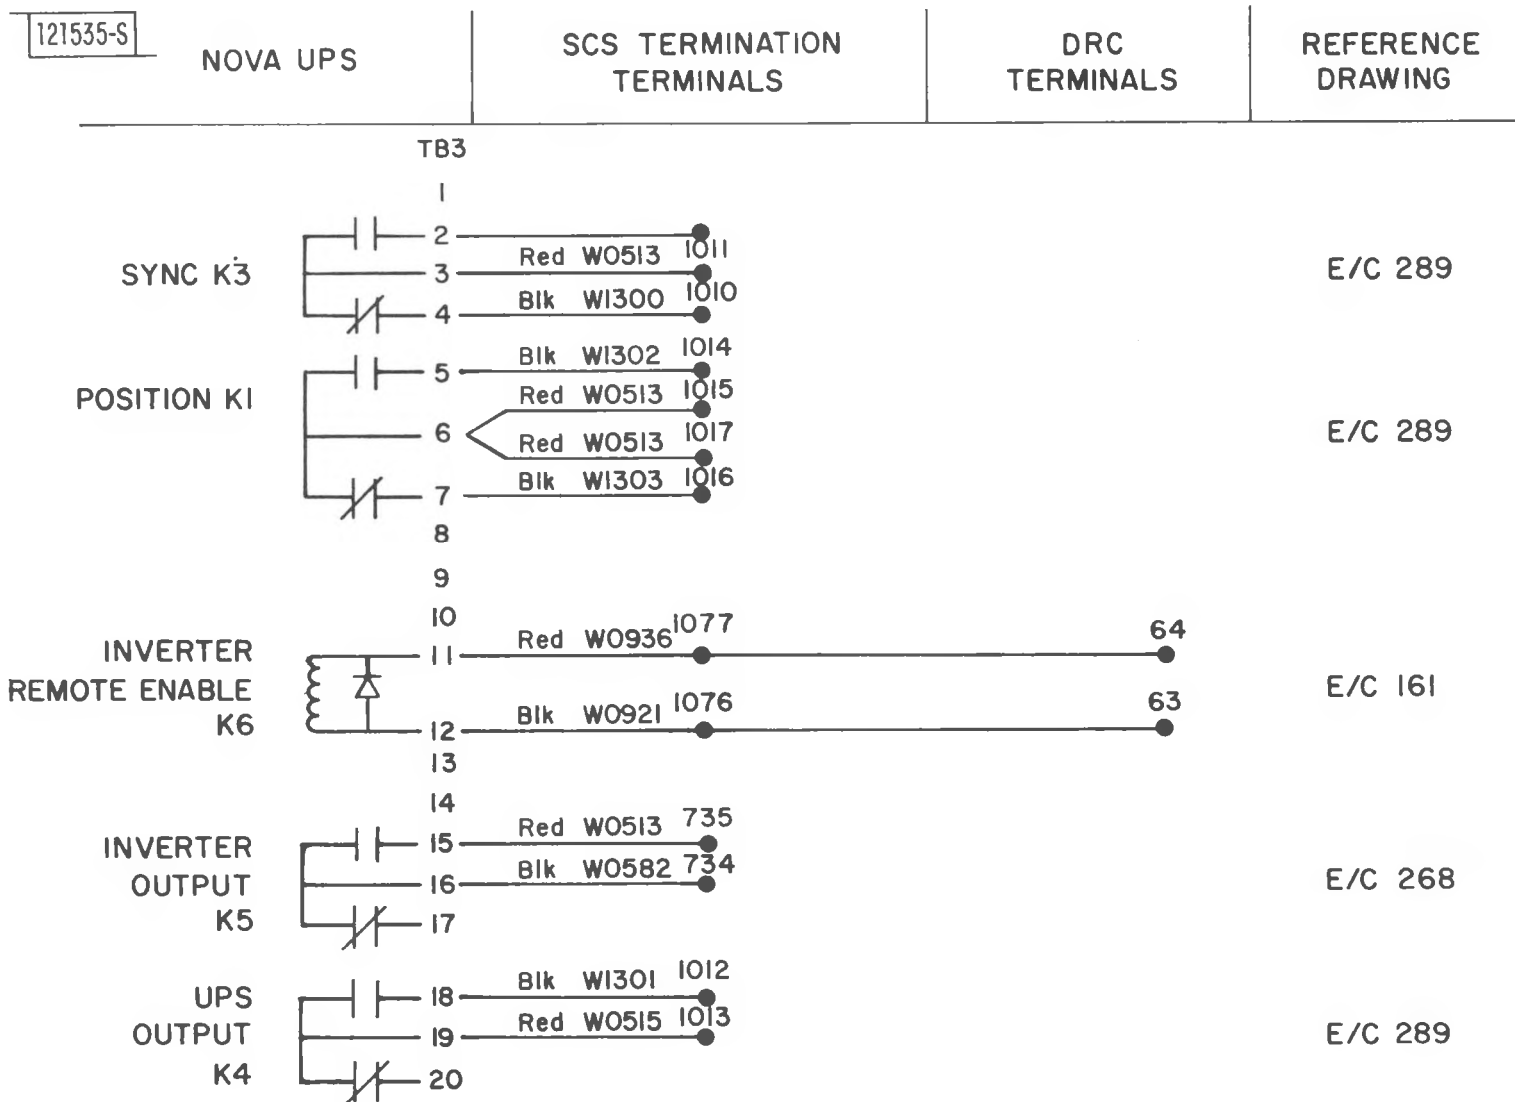 121535-S
NOVA UPS
SCS TERMINATION
TERMINALS
DRC
TERMINALS
REFERENCE
DRAWING
TB3
1
2
SYNC K3
3
Red W0513 1011
E/C 289
4
Blk W1300 1010
5
Blk W1302 1014
POSITION K1
Red W0513 1015
6
E/C 289
Red W0513 1017
7
Blk W1303 1016
8
9
10
INVERTER
REMOTE ENABLE
K6
11
Red W0936 1077
64
E/C 161
12
Blk W0921 1076
63
13
14
INVERTER
OUTPUT
K5
15
Red W0513 735
16
Blk W0582 734
E/C 268
17
UPS
OUTPUT
K4
18
Blk W1301 1012
19
Red W0515 1013
E/C 289
20